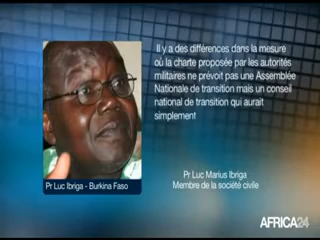 Il y a des différences dans la mesure
où la charte proposée par les autorités
militaires ne prévoit pas une Assemblée
Nationale de transition mais un conseil
national de transition qui aurait
simplement
Pr Luc Ibriga - Burkina Faso
Pr Luc Marius Ibriga
Membre de la société civile
AFRICA24